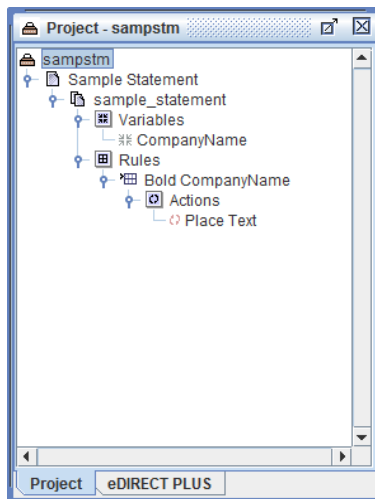 Project - sampstm
sampstm
Sample Statement
sample_statement
Variables
CompanyName
Rules
Bold CompanyName
Actions
Place Text
Project eDIRECT PLUS